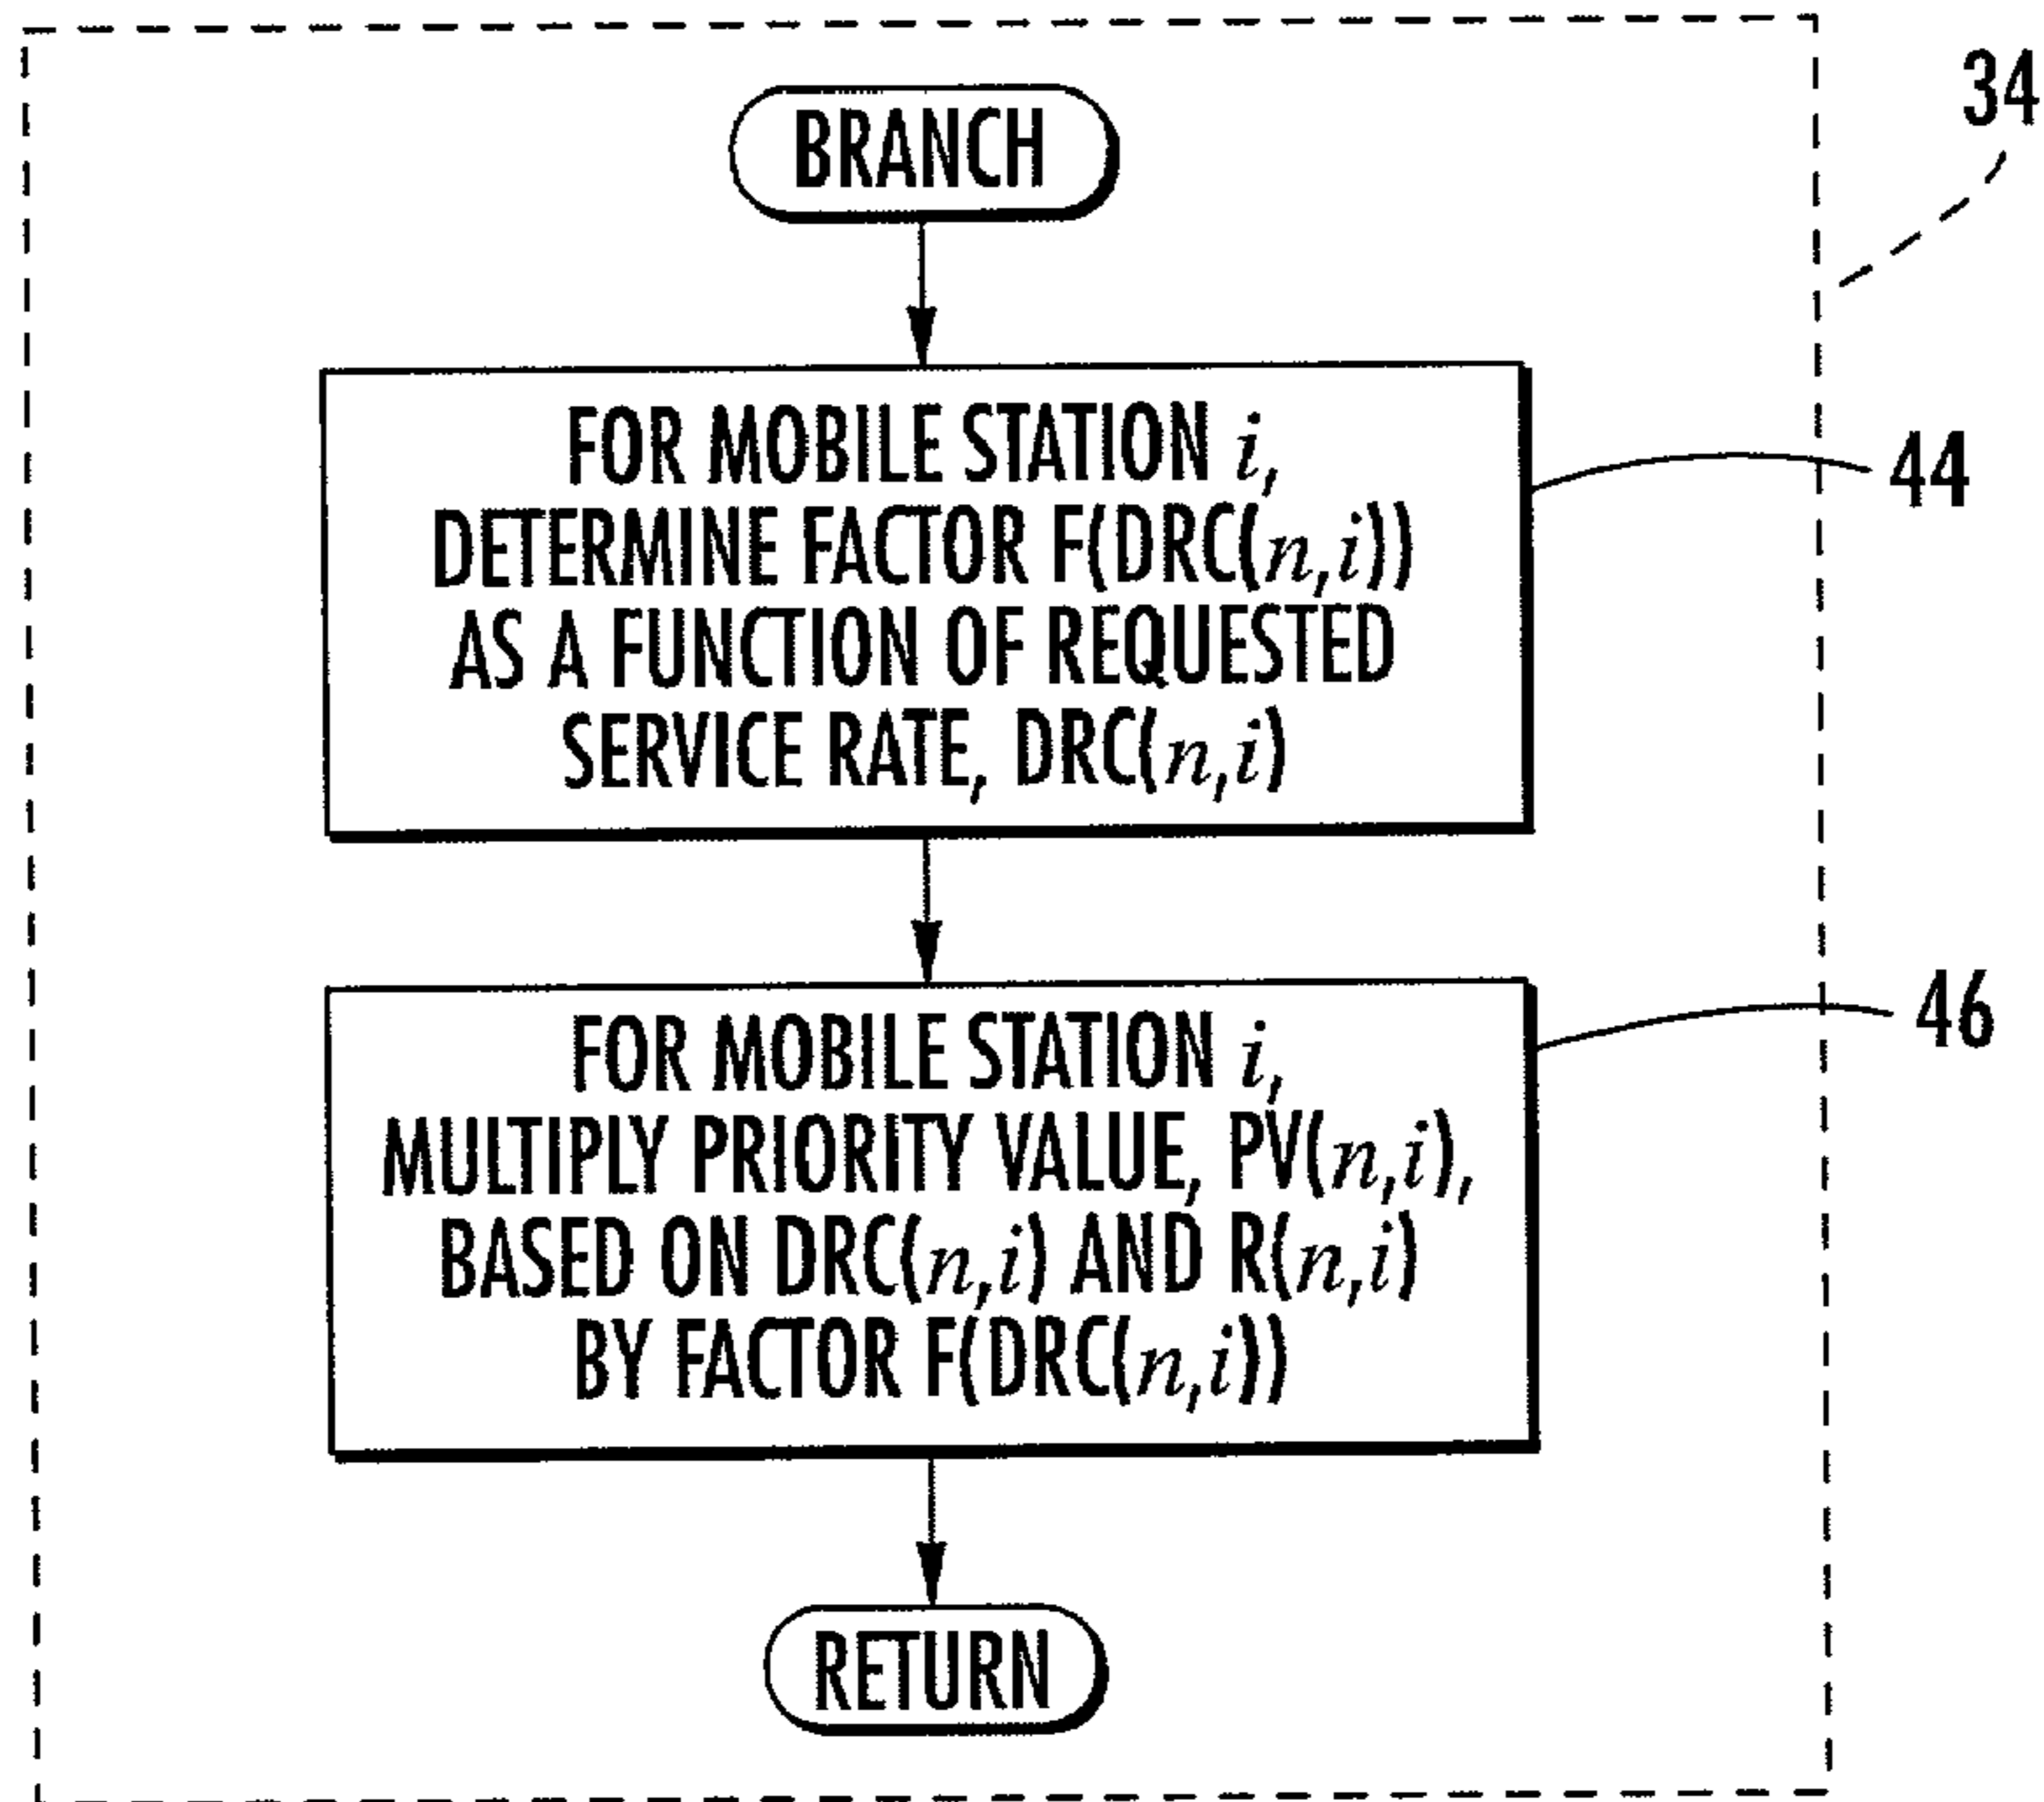 BRANCH
34
FOR MOBILE STATION i,
DETERMINE FACTOR F(DRC(n,i))
AS A FUNCTION OF REQUESTED
SERVICE RATE, DRC(n,i)
44
FOR MOBILE STATION i,
MULTIPLY PRIORITY VALUE, PV(n,i),
BASED ON DRC(n,i) AND R(n,i)
BY FACTOR F(DRC(n,i))
46
RETURN